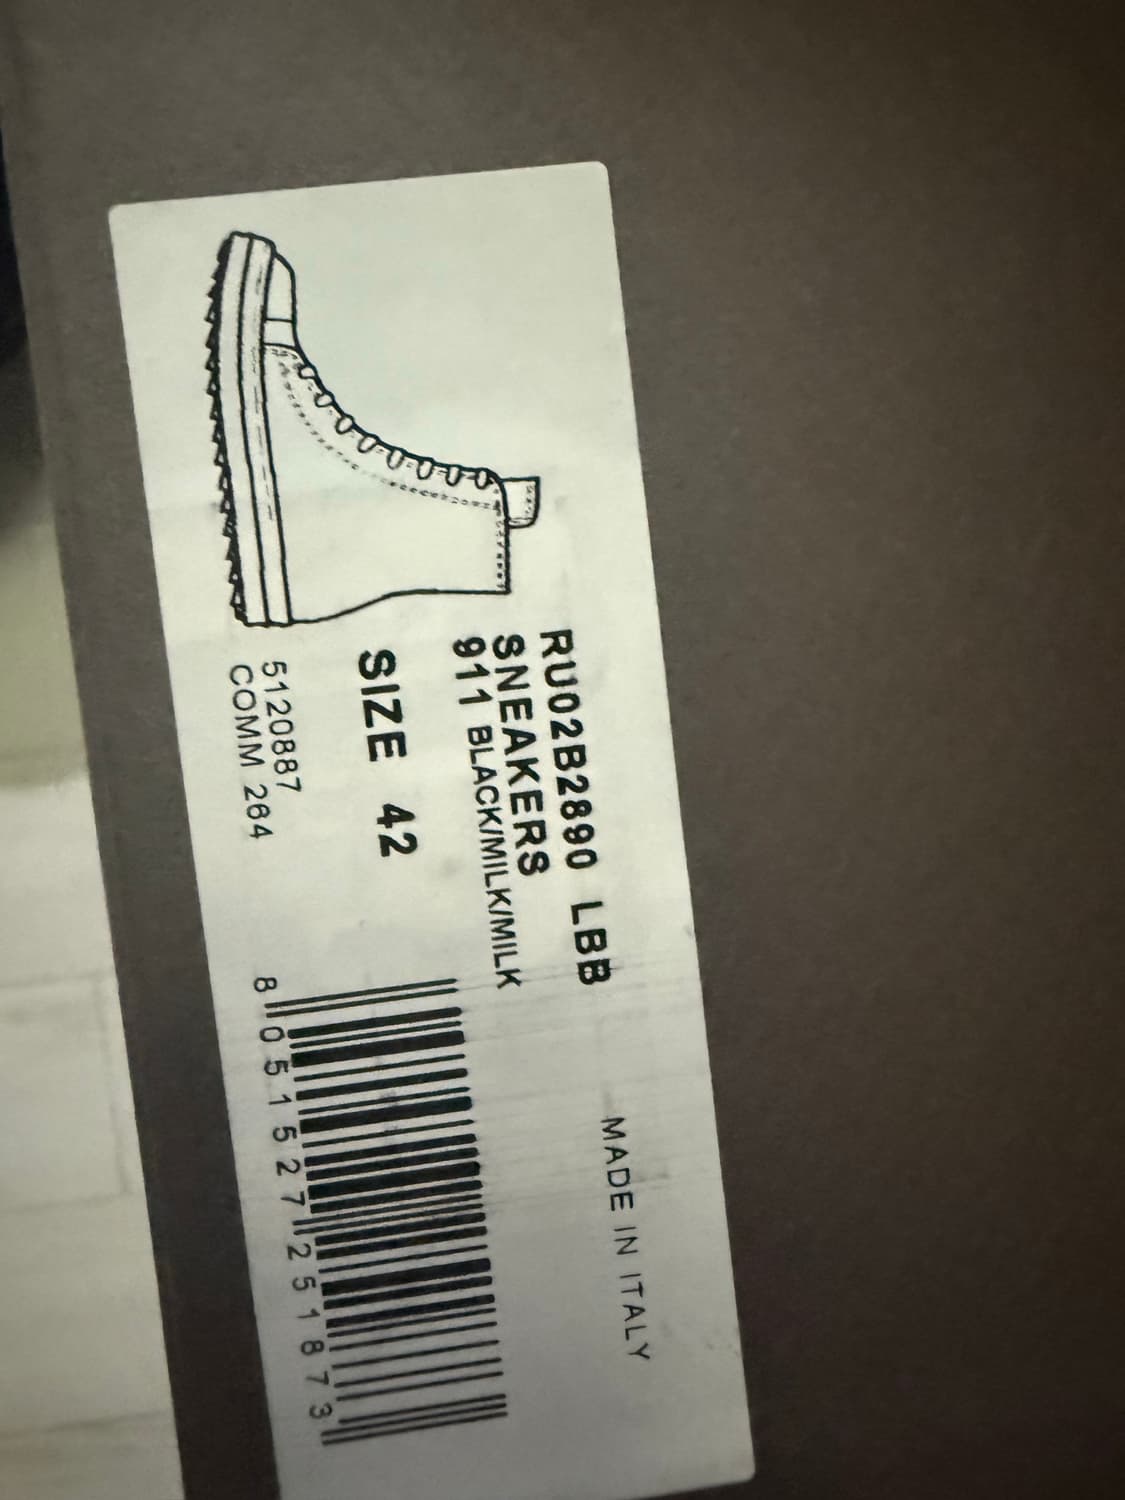 RU02B2890 LBB
MADE IN ITALY
SNEAKERS
911 BLACK/MILK/MILK
SIZE 42
5120887
COMM 264
8 051527 251873